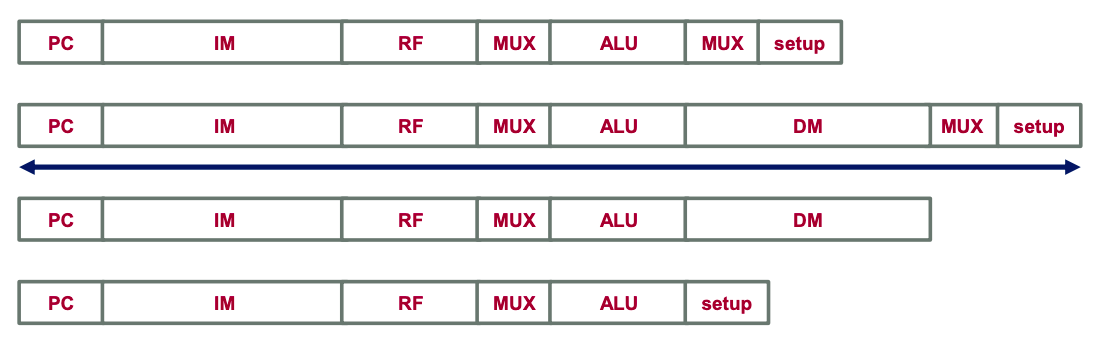 PC IM RF MUX ALU MUX setup
PC IM RF MUX ALU DM MUX setup
PC IM RF MUX ALU DM
PC IM RF MUX ALU setup